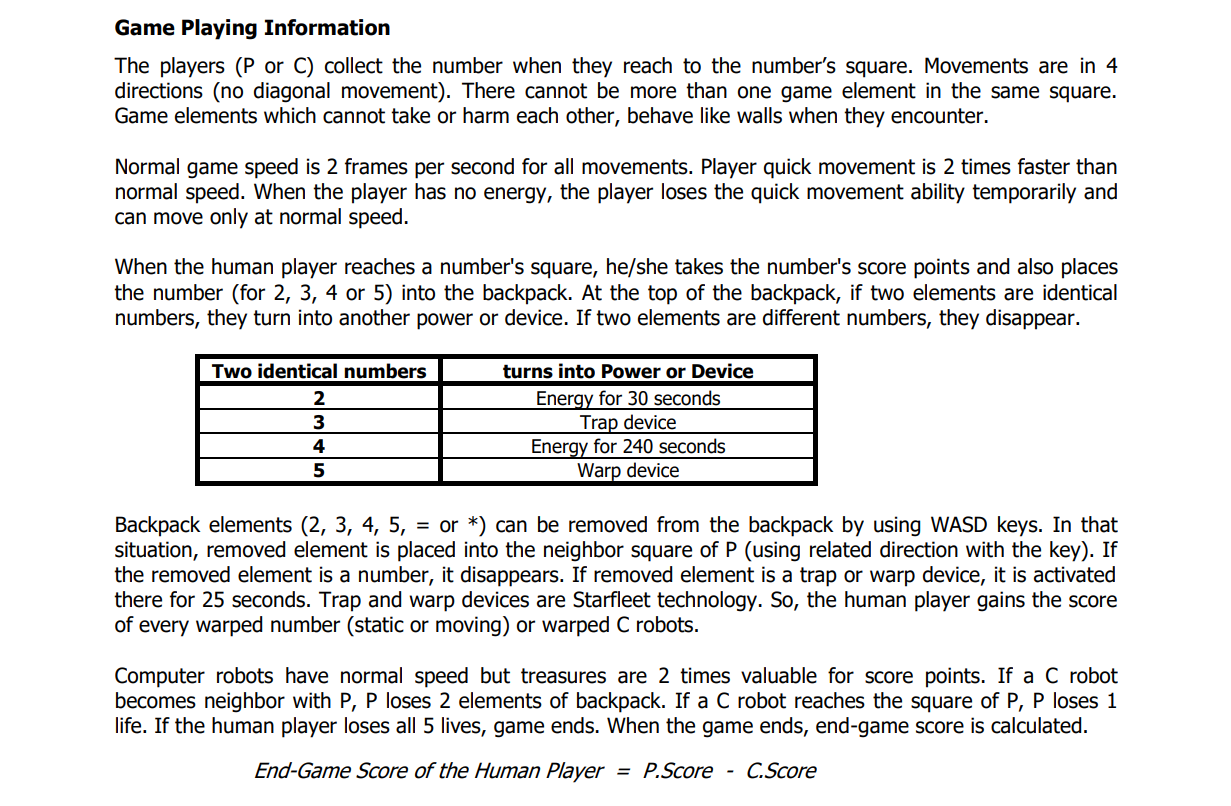 Game Playing Information
The players (P or C) collect the number when they reach to the number's square. Movements are in 4
directions (no diagonal movement). There cannot be more than one game element in the same square.
Game elements which cannot take or harm each other, behave like walls when they encounter.
Normal game speed is 2 frames per second for all movements. Player quick movement is 2 times faster than
normal speed. When the player has no energy, the player loses the quick movement ability temporarily and
can move only at normal speed.
When the human player reaches a number's square, he/she takes the number's score points and also places
the number (for 2, 3, 4 or 5) into the backpack. At the top of the backpack, if two elements are identical
numbers, they turn into another power or device. If two elements are different numbers, they disappear.
Two identical numbers turns into Power or Device
2 Energy for 30 seconds
3 Trap device
4 Energy for 240 seconds
5 Warp device
Backpack elements (2, 3, 4, 5, = or *) can be removed from the backpack by using WASD keys. In that
situation, removed element is placed into the neighbor square of P (using related direction with the key). If
the removed element is a number, it disappears. If removed element is a trap or warp device, it is activated
there for 25 seconds. Trap and warp devices are Starfleet technology. So, the human player gains the score
of every warped number (static or moving) or warped C robots.
Computer robots have normal speed but treasures are 2 times valuable for score points. If a C robot
becomes neighbor with P, P loses 2 elements of backpack. If a C robot reaches the square of P, P loses 1
life. If the human player loses all 5 lives, game ends. When the game ends, end-game score is calculated.
End-Game Score of the Human Player = P.Score - C.Score